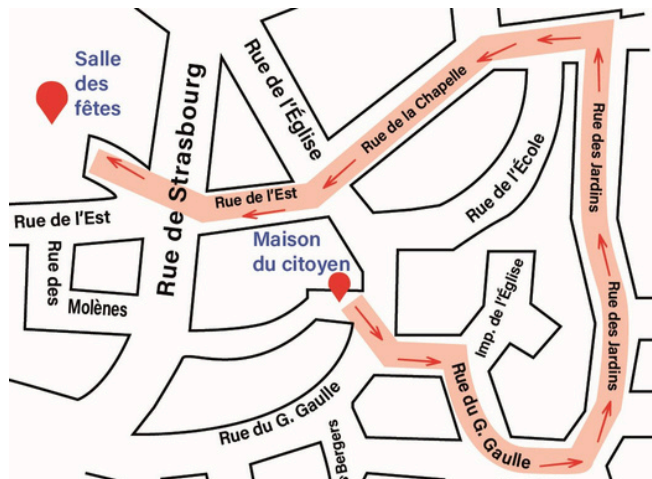 Salle
des
fêtes
Rue de Strasbourg
Rue de l'Église
Rue de la Chapelle
Rue des Jardins
Rue de l'École
Rue de l'Est
Rue de l'Est
Rue des
Molènes
Maison
du citoyen
Imp. de l'Église
Rue des Jardins
Rue du G. Gaulle
Rue du G. Gaulle
Bergers